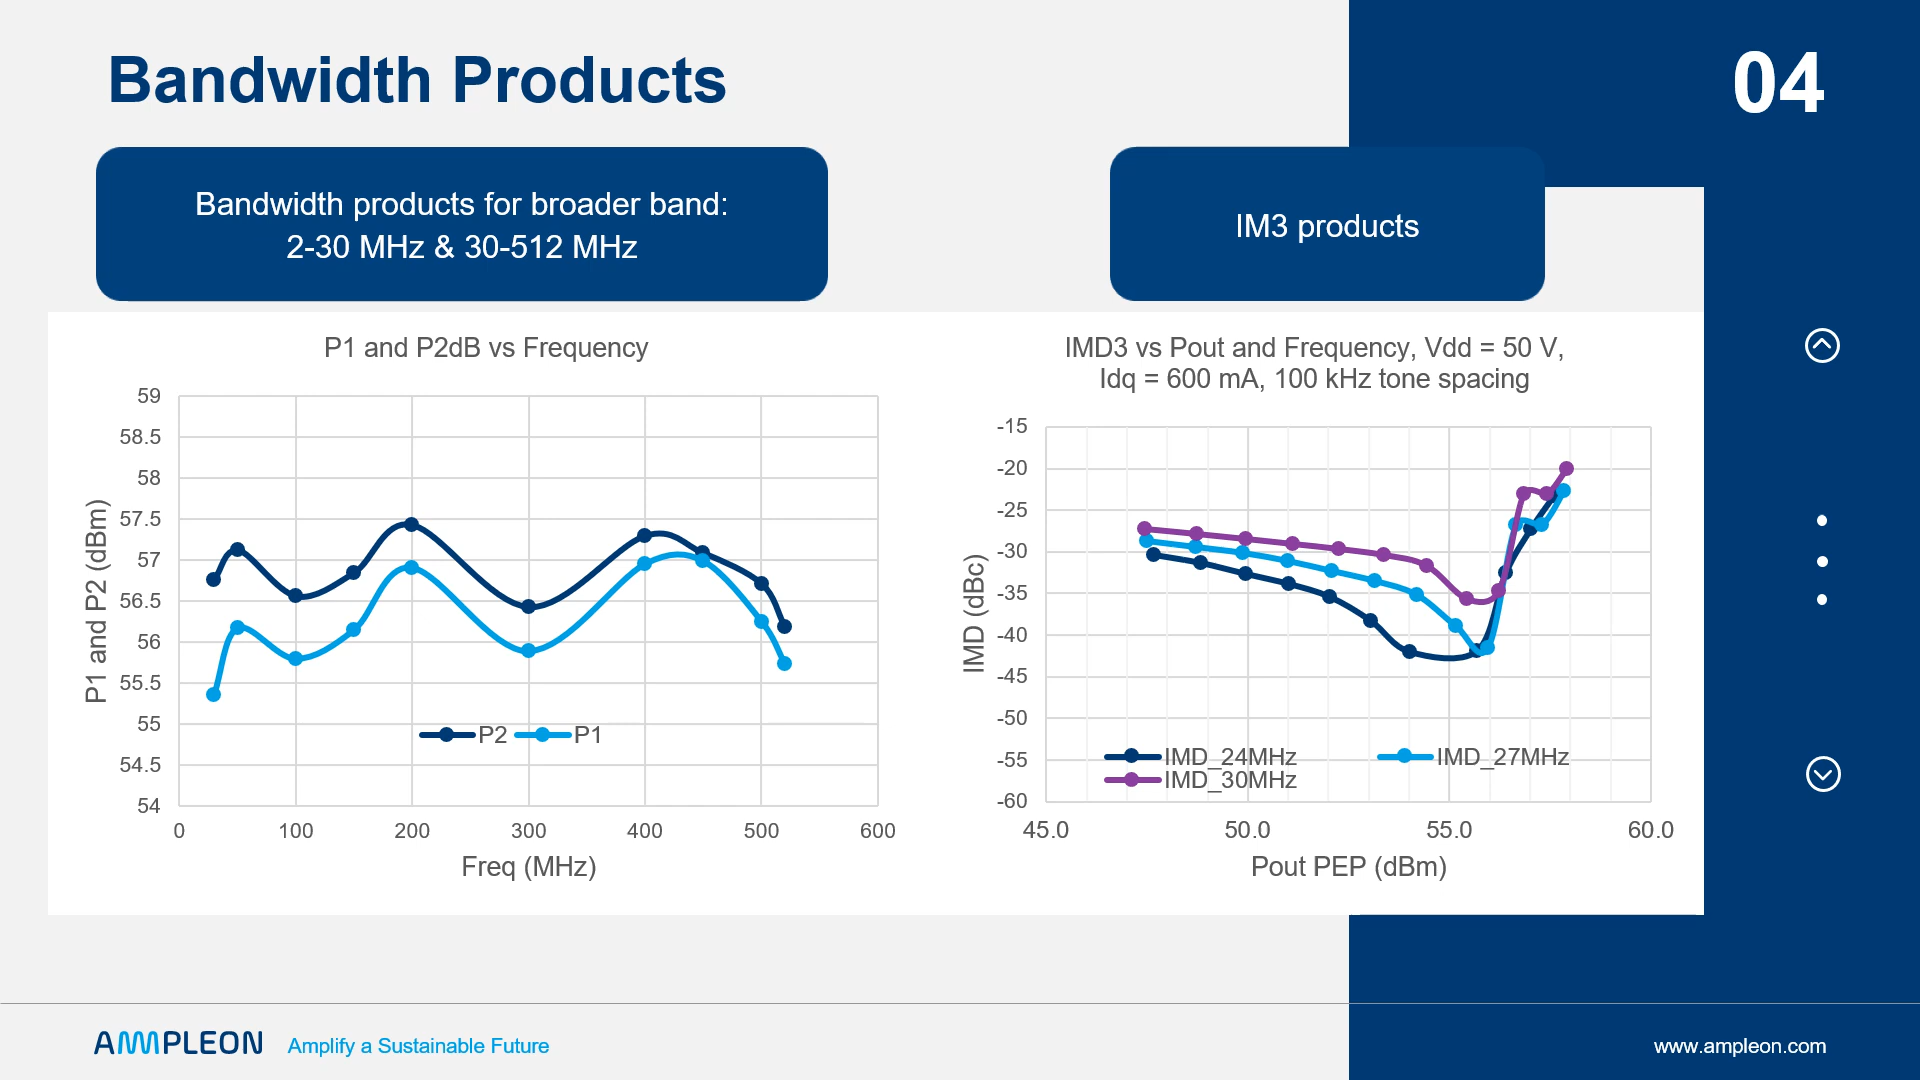 Bandwidth Products
04
Bandwidth products for broader band:
2-30 MHz & 30-512 MHz
IM3 products
P1 and P2dB vs Frequency
59
58.5
58
57.5
57
56.5
56
55.5
55
54.5
54
P1 and P2 (dBm)
P2
P1
0
100
200
300
400
500
600
Freq (MHz)
IMD3 vs Pout and Frequency, Vdd = 50 V,
Idq = 600 mA, 100 kHz tone spacing
-15
-20
-25
-30
-35
-40
-45
-50
-55
-60
IMD (dBc)
IMD_24MHz
IMD_27MHz
IMD_30MHz
45.0
50.0
55.0
60.0
Pout PEP (dBm)
AMPLEON
Amplify a Sustainable Future
www.ampleon.com